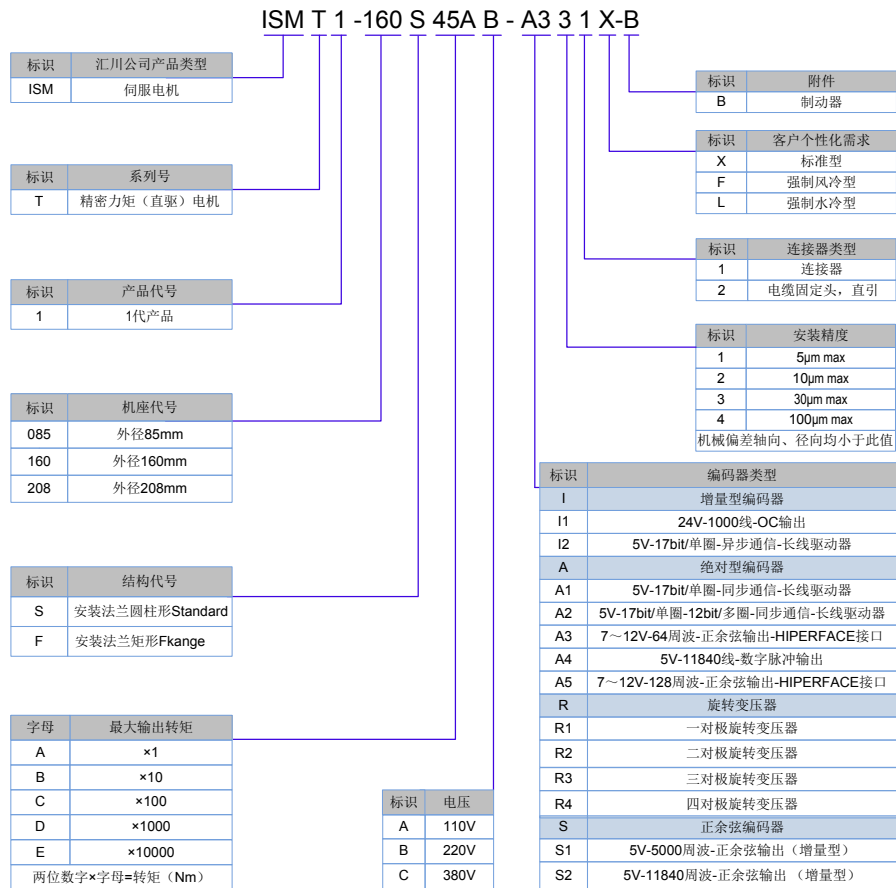 ISM T 1 -160 S 45A B - A3 3 1 X-B
标识 汇川公司产品类型
ISM 伺服电机
标识 系列号
T 精密力矩（直驱）电机
标识 产品代号
1 1代产品
标识 机座代号
085 外径85mm
160 外径160mm
208 外径208mm
标识 结构代号
S 安装法兰圆柱形Standard
F 安装法兰矩形Fkange
字母 最大输出转矩
A ×1
B ×10
C ×100
D ×1000
E ×10000
两位数字×字母=转矩（Nm）
标识 电压
A 110V
B 220V
C 380V
标识 附件
B 制动器
标识 客户个性化需求
X 标准型
F 强制风冷型
L 强制水冷型
标识 连接器类型
1 连接器
2 电缆固定头，直引
标识 安装精度
1 5μm max
2 10μm max
3 30μm max
4 100μm max
机械偏差轴向、径向均小于此值
标识 编码器类型
I 增量型编码器
I1 24V-1000线-OC输出
I2 5V-17bit/单圈-异步通信-长线驱动器
A 绝对型编码器
A1 5V-17bit/单圈-同步通信-长线驱动器
A2 5V-17bit/单圈-12bit/多圈-同步通信-长线驱动器
A3 7～12V-64周波-正余弦输出-HIPERFACE接口
A4 5V-11840线-数字脉冲输出
A5 7～12V-128周波-正余弦输出-HIPERFACE接口
R 旋转变压器
R1 一对极旋转变压器
R2 二对极旋转变压器
R3 三对极旋转变压器
R4 四对极旋转变压器
S 正余弦编码器
S1 5V-5000周波-正余弦输出（增量型）
S2 5V-11840周波-正余弦输出 （增量型）